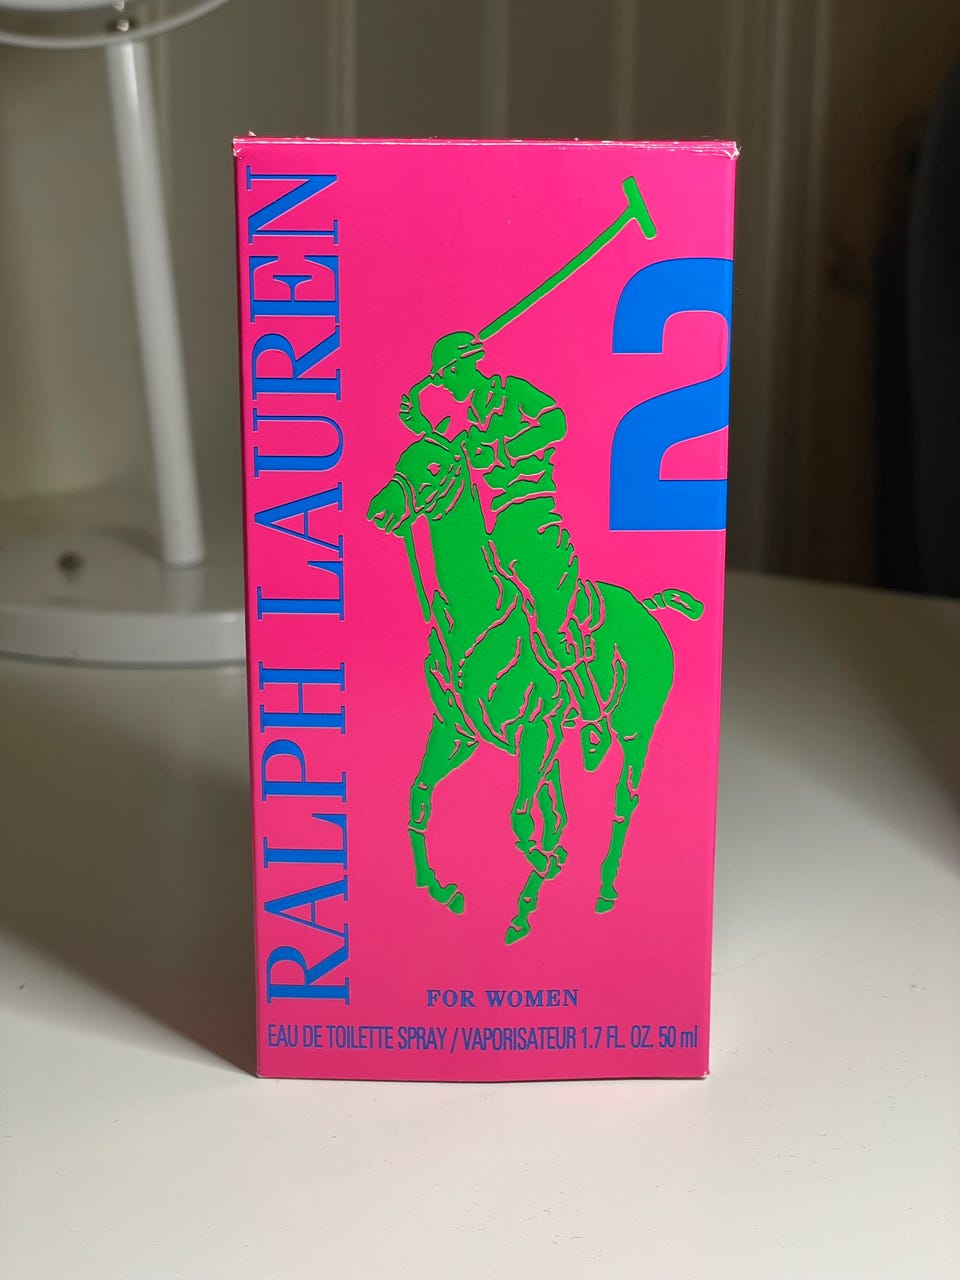 RALPH LAUREN
2
FOR WOMEN
EAU DE TOILETTE SPRAY / VAPORISATEUR 1.7 FL. OZ. 50 ml